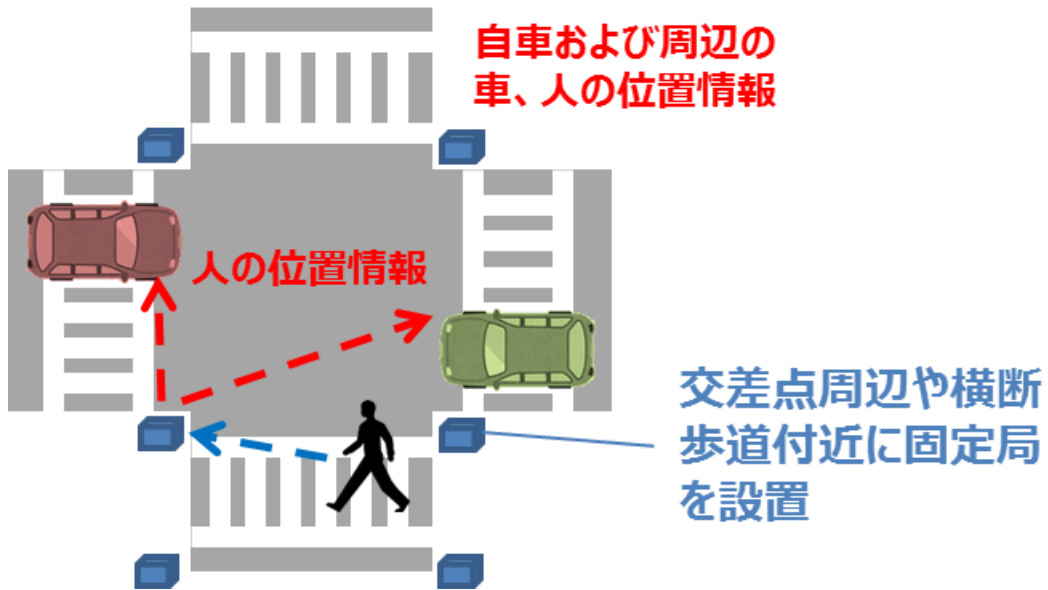 自車および周辺の
車、人の位置情報
人の位置情報
交差点周辺や横断
歩道付近に固定局
を設置